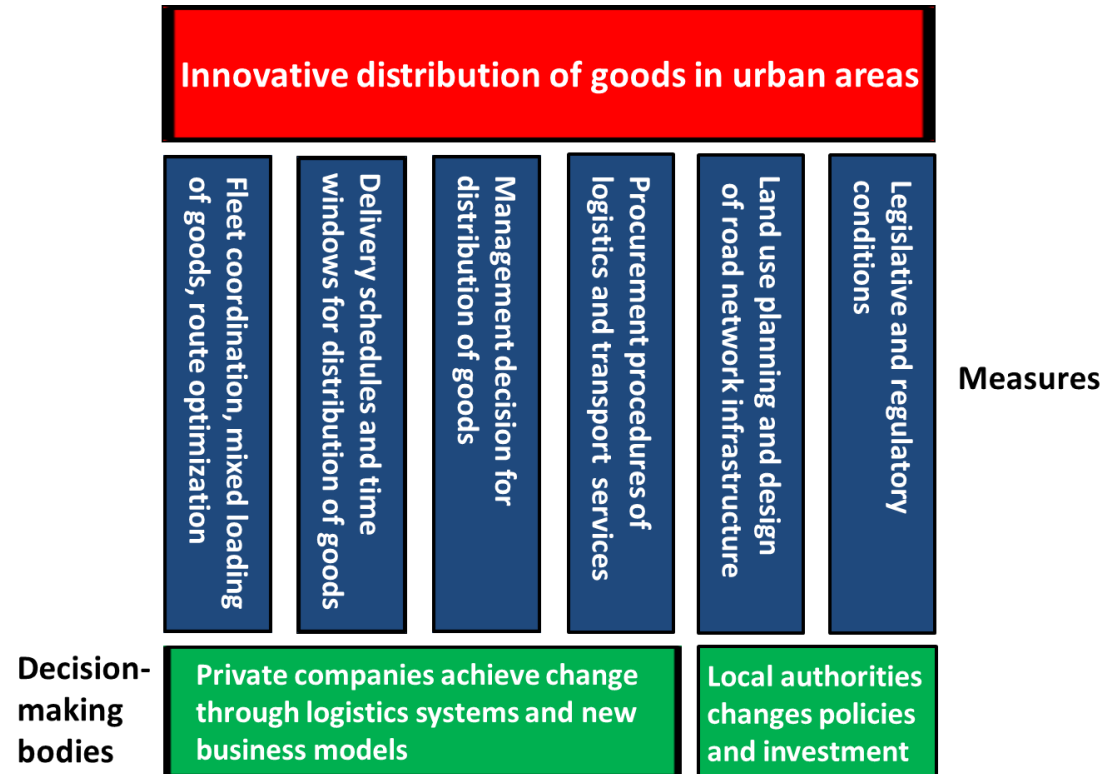 Innovative distribution of goods in urban areas
Fleet coordination, mixed loading
of goods, route optimization
Delivery schedules and time
windows for distribution of goods
Management decision for
distribution of goods
Procurement procedures of
logistics and transport services
Land use planning and design
of road network infrastructure
Legislative and regulatory
conditions
Measures
Decision-
making
bodies
Private companies achieve change
through logistics systems and new
business models
Local authorities
changes policies
and investment